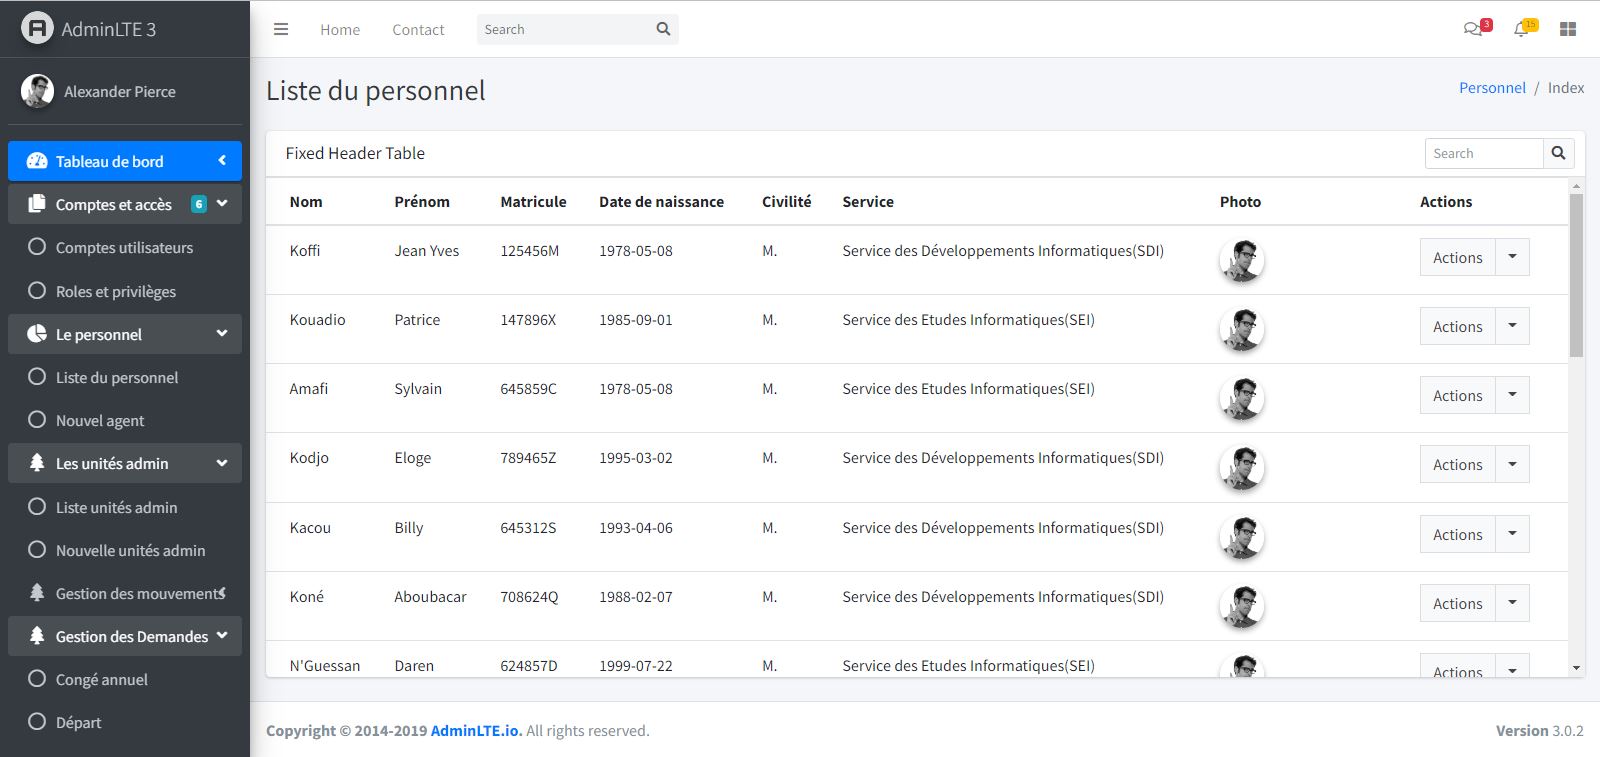 AdminLTE 3
Home Contact Search 3 15
Alexander Pierce
Tableau de bord
Comptes et accès 6
Comptes utilisateurs
Roles et privilèges
Le personnel
Liste du personnel
Nouvel agent
Les unités admin
Liste unités admin
Nouvelle unités admin
Gestion des mouvements
Gestion des Demandes
Congé annuel
Départ
Liste du personnel
Personnel / Index
Fixed Header Table Search
Nom Prénom Matricule Date de naissance Civilité Service Photo Actions
Koffi Jean Yves 125456M 1978-05-08 M. Service des Développements Informatiques(SDI) Actions
Kouadio Patrice 147896X 1985-09-01 M. Service des Etudes Informatiques(SEI) Actions
Amafi Sylvain 645859C 1978-05-08 M. Service des Etudes Informatiques(SEI) Actions
Kodjo Eloge 789465Z 1995-03-02 M. Service des Développements Informatiques(SDI) Actions
Kacou Billy 645312S 1993-04-06 M. Service des Développements Informatiques(SDI) Actions
Koné Aboubacar 708624Q 1988-02-07 M. Service des Développements Informatiques(SDI) Actions
N'Guessan Daren 624857D 1999-07-22 M. Service des Etudes Informatiques(SEI) Actions
Copyright © 2014-2019 AdminLTE.io. All rights reserved.
Version 3.0.2